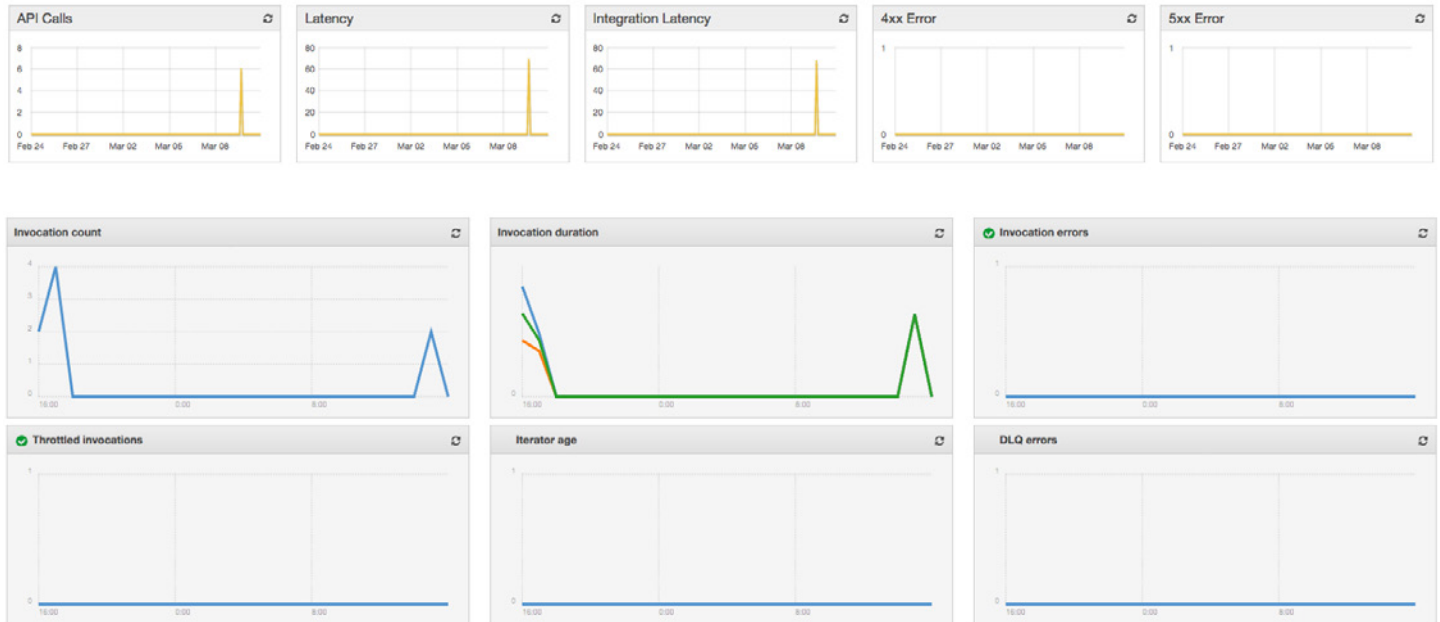 API Calls
8
6
4
2
0
Feb 24 Feb 27 Mar 02 Mar 05 Mar 08
Latency
80
60
40
20
0
Feb 24 Feb 27 Mar 02 Mar 05 Mar 08
Integration Latency
80
60
40
20
0
Feb 24 Feb 27 Mar 02 Mar 05 Mar 08
4xx Error
1
0
Feb 24 Feb 27 Mar 02 Mar 05 Mar 08
5xx Error
1
0
Feb 24 Feb 27 Mar 02 Mar 05 Mar 08
Invocation count
4
3
2
1
0
16:00 0:00 8:00
Invocation duration
0
16:00 0:00 8:00
Invocation errors
1
0
16:00 0:00 8:00
Throttled invocations
1
0
16:00 0:00 8:00
Iterator age
1
0
16:00 0:00 8:00
DLQ errors
1
0
16:00 0:00 8:00